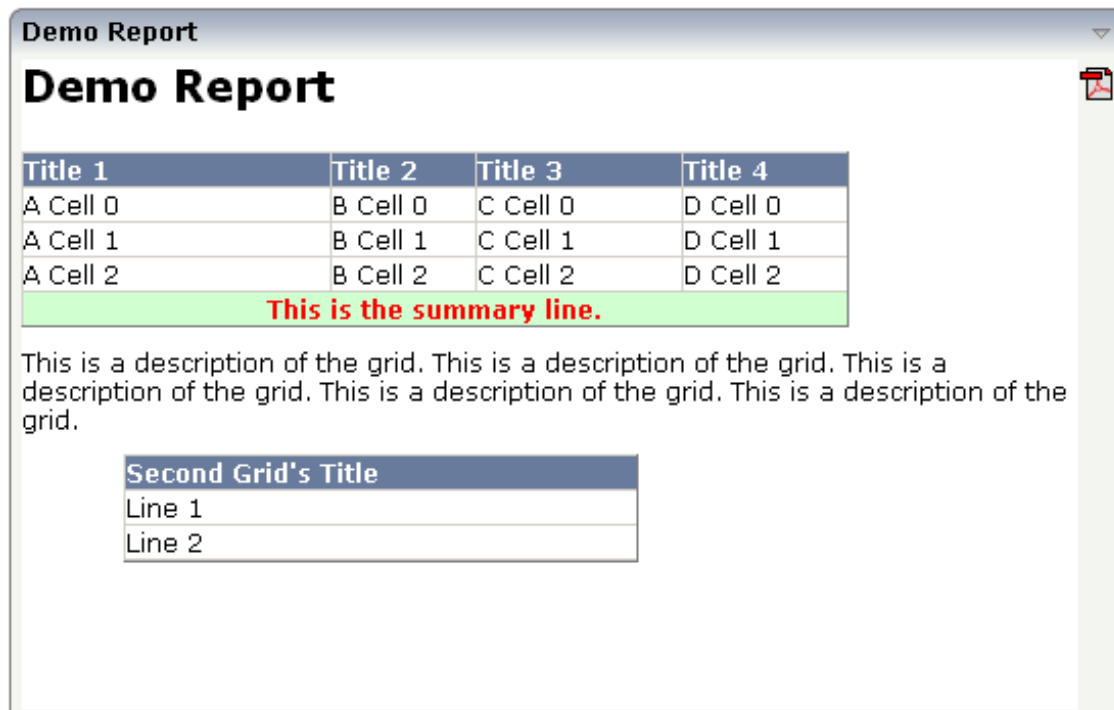 Demo Report
Demo Report
Title 1 Title 2 Title 3 Title 4
A Cell 0 B Cell 0 C Cell 0 D Cell 0
A Cell 1 B Cell 1 C Cell 1 D Cell 1
A Cell 2 B Cell 2 C Cell 2 D Cell 2
This is the summary line.
This is a description of the grid. This is a description of the grid. This is a
description of the grid. This is a description of the grid. This is a description of the
grid.
Second Grid's Title
Line 1
Line 2